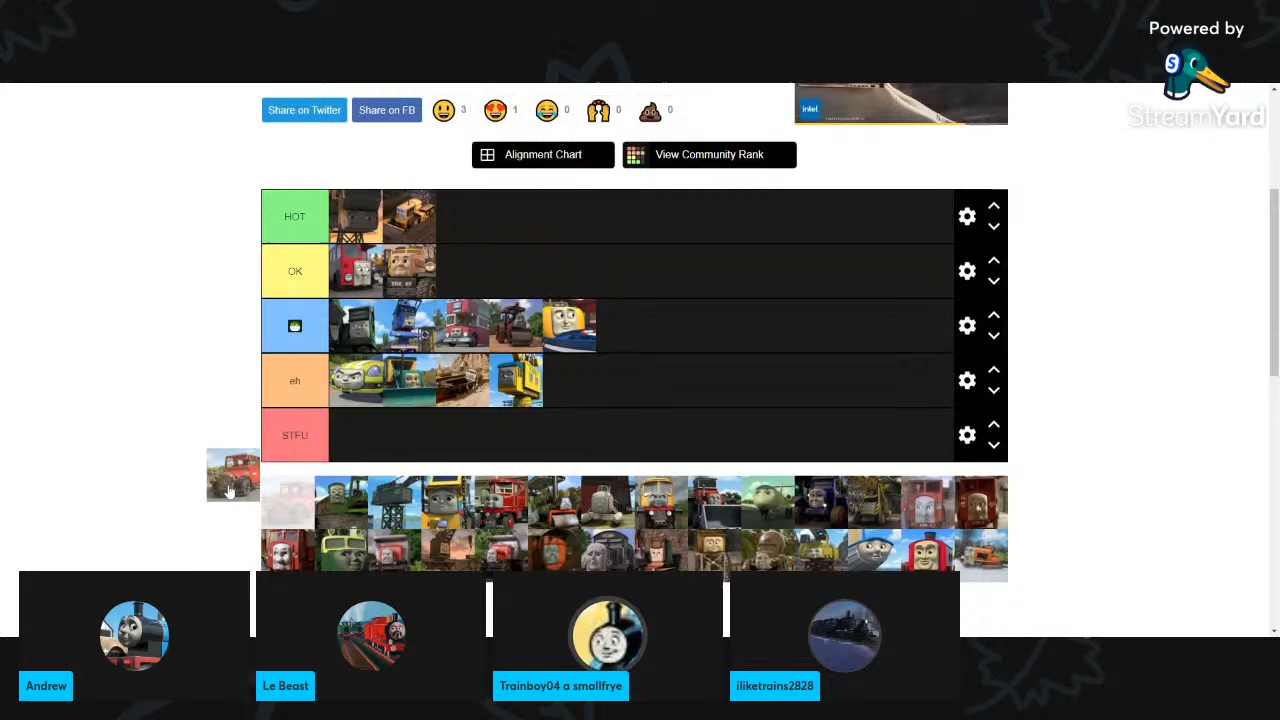 Powered by
StreamYard
Share on Twitter
Share on FB
3
1
0
0
0
intel
Alignment Chart
View Community Rank
HOT
OK
eh
STFU
Andrew
Le Beast
Trainboy04 a smallfrye
iliketrains2828